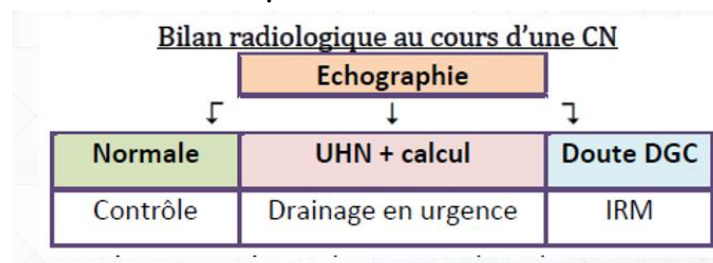 Bilan radiologique au cours d'une CN
Echographie
Normale UHN + calcul Doute DGC
Contrôle Drainage en urgence IRM